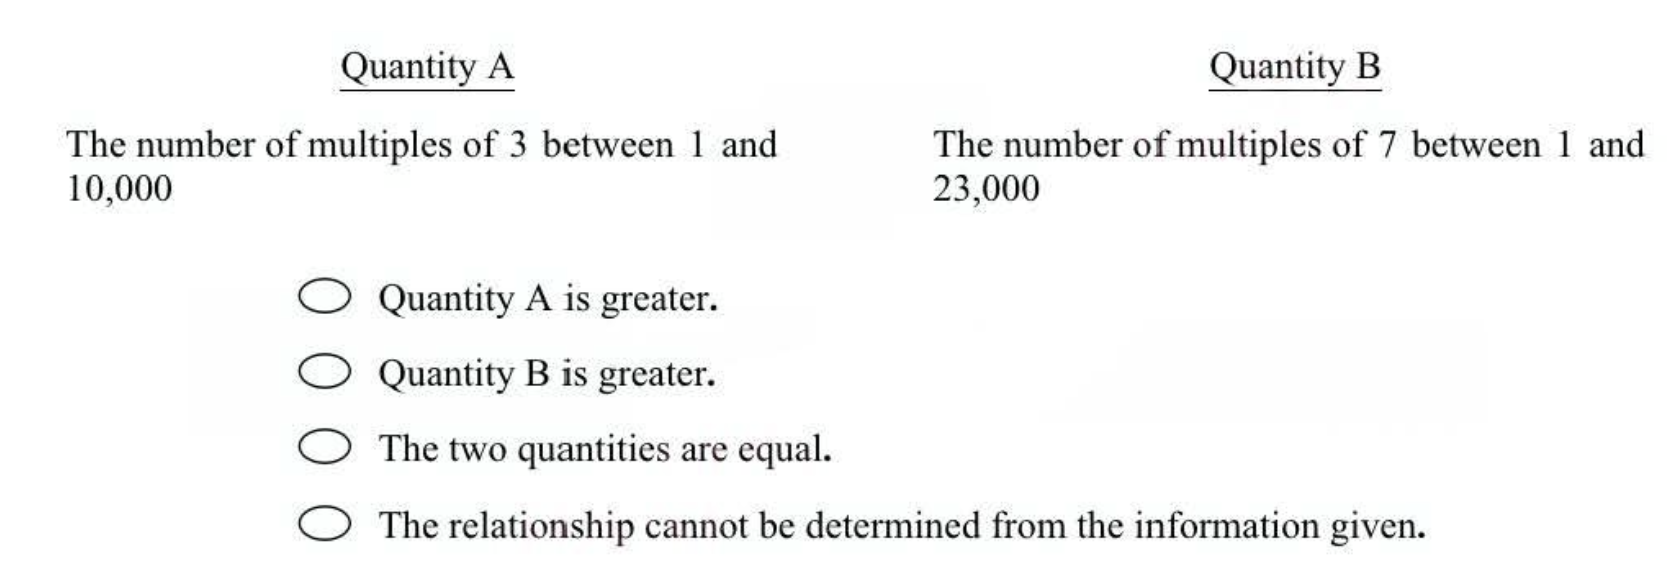 Quantity A
Quantity B
The number of multiples of 3 between 1 and
10,000
The number of multiples of 7 between 1 and
23,000
Quantity A is greater.
Quantity B is greater.
The two quantities are equal.
The relationship cannot be determined from the information given.